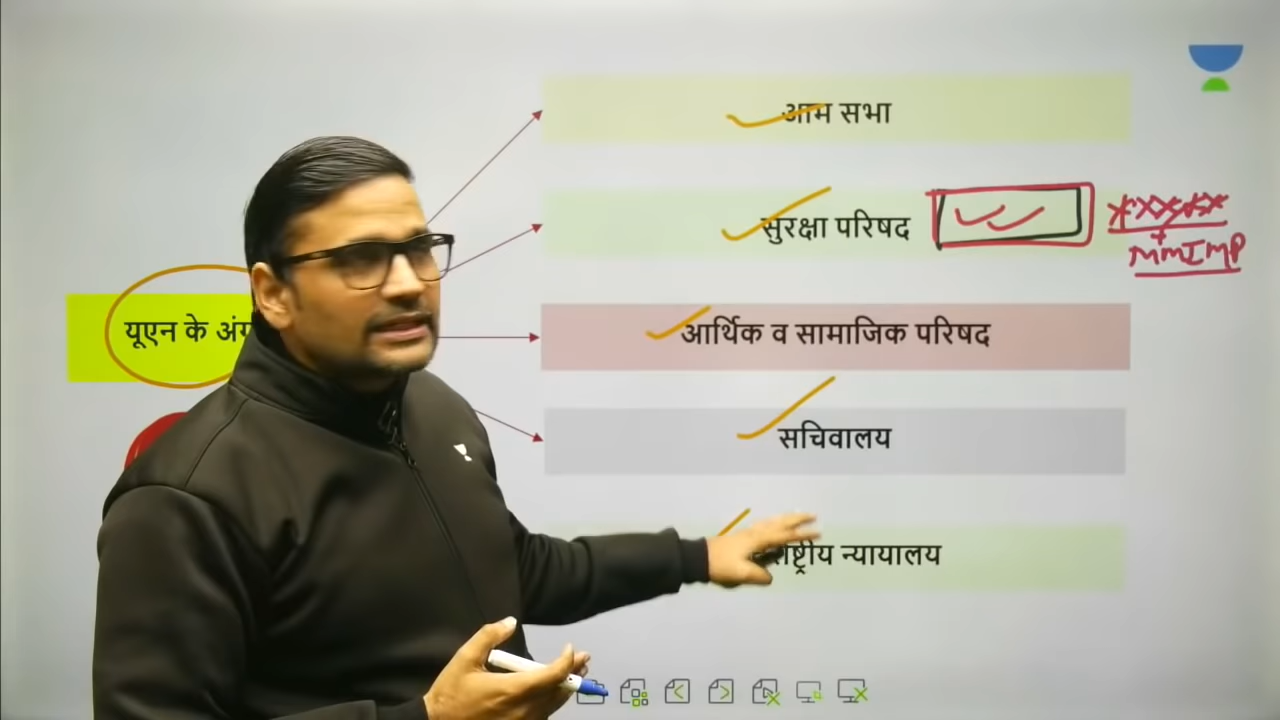 आम सभा
सुरक्षा परिषद
MMIMP
यूएन के अंग
आर्थिक व सामाजिक परिषद
सचिवालय
न्यायालय